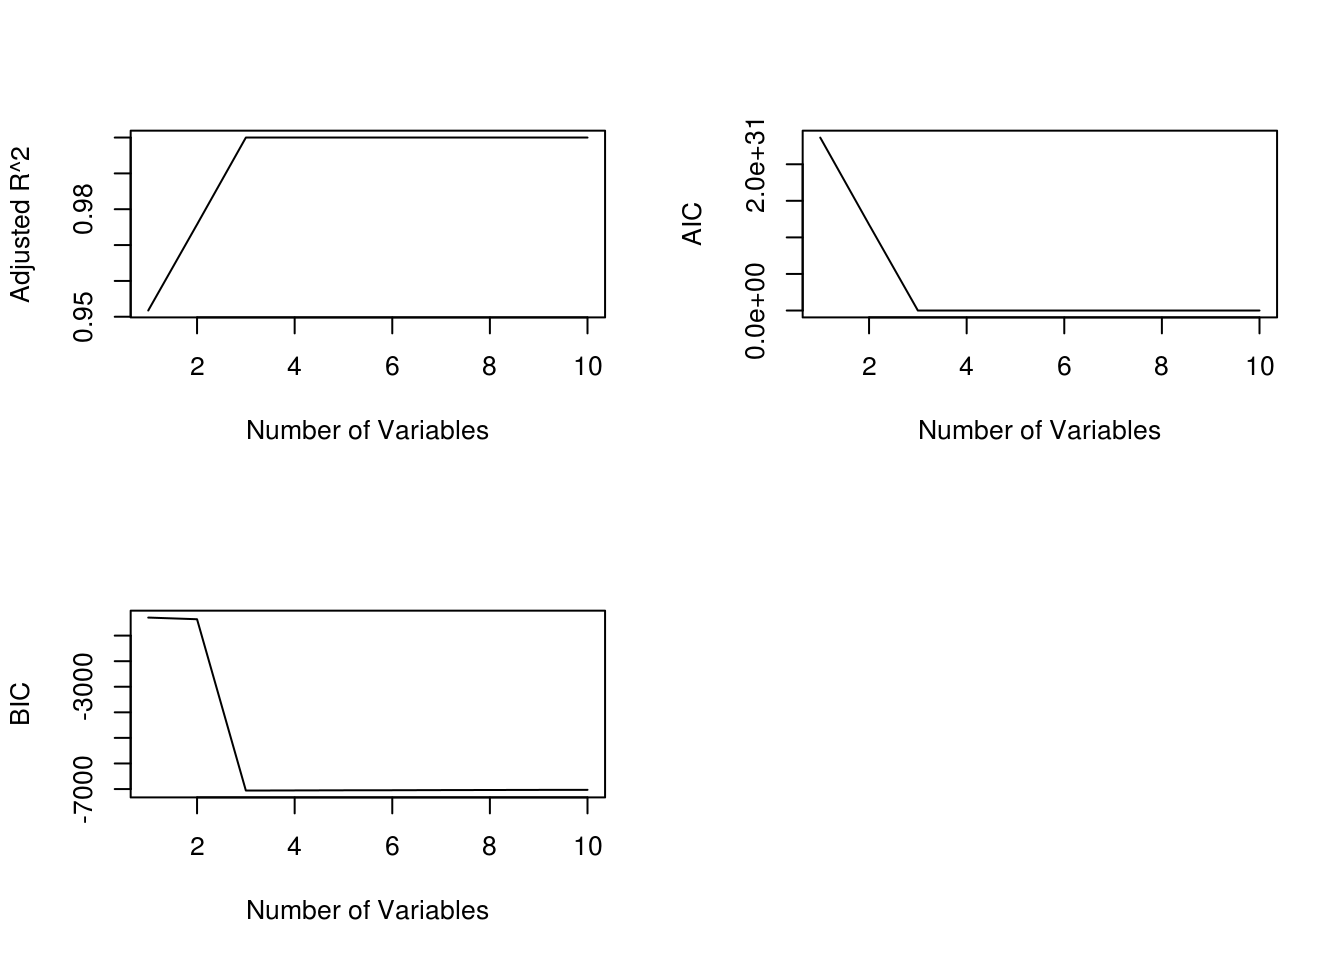 Adjusted R^2
0.95
0.98
2
4
6
8
10
Number of Variables
AIC
0.0e+00
2.0e+31
2
4
6
8
10
Number of Variables
BIC
-7000
-3000
2
4
6
8
10
Number of Variables